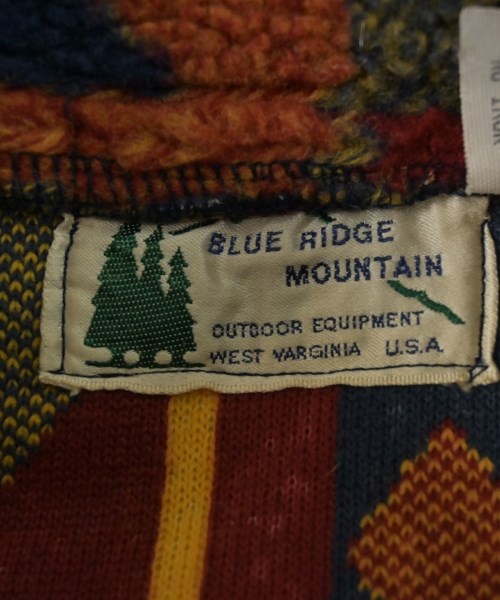 BLUE RIDGE
MOUNTAIN
OUTDOOR EQUIPMENT
WEST VARGINIA U.S.A.